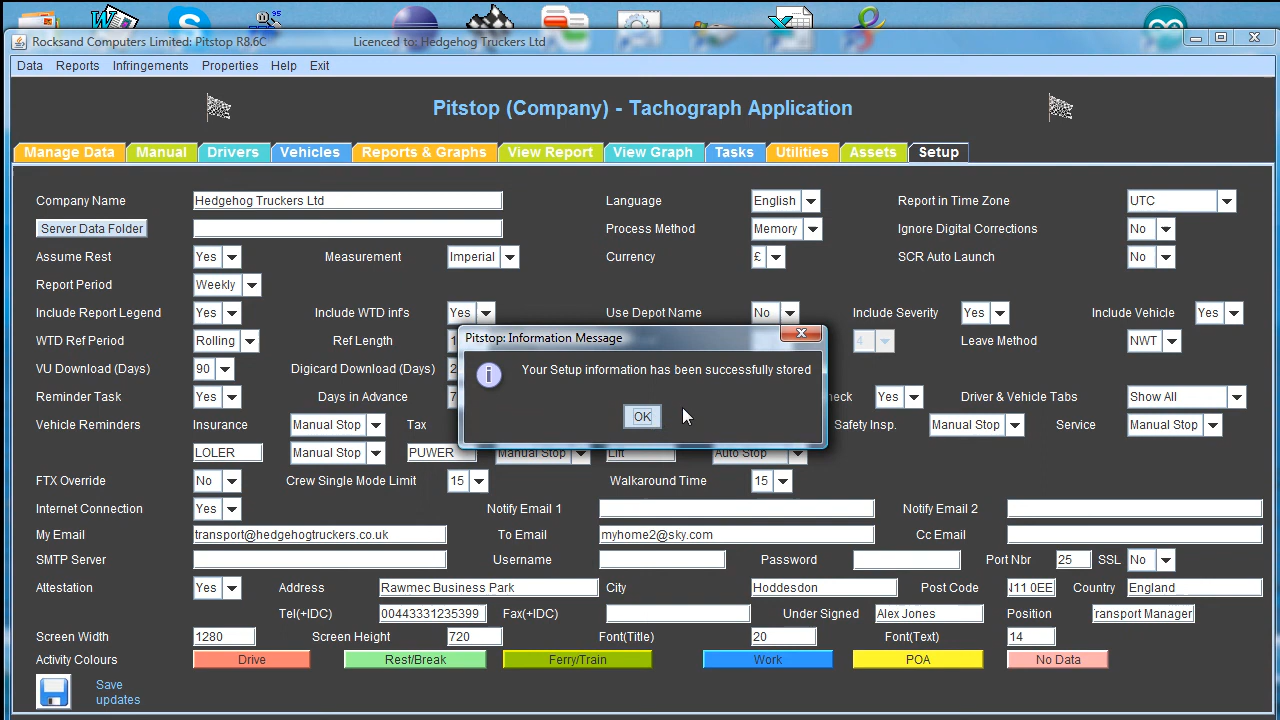 Rocksand Computers Limited: Pitstop R8.6C Licenced to: Hedgehog Truckers Ltd
Data Reports Infringements Properties Help Exit
Pitstop (Company) - Tachograph Application
Manage Data Manual Drivers Vehicles Reports & Graphs View Report View Graph Tasks Utilities Assets Setup
Company Name Hedgehog Truckers Ltd Language English Report in Time Zone UTC
Server Data Folder Process Method Memory Ignore Digital Corrections No
Assume Rest Yes Measurement Imperial Currency £ SCR Auto Launch No
Report Period Weekly
Include Report Legend Yes Include WTD inf's Yes Use Depot Name No Include Severity Yes Include Vehicle Yes
WTD Ref Period Rolling Ref Length 4 Leave Method NWT
VU Download (Days) 90 Digicard Download (Days)
Reminder Task Yes Days in Advance Yes Driver & Vehicle Tabs Show All
Vehicle Reminders Insurance Manual Stop Tax Safety Insp. Manual Stop Service Manual Stop
LOLER Manual Stop PUWER Manual Stop Lift Auto Stop
Pitstop: Information Message
Your Setup information has been successfully stored
OK
FTX Override No Crew Single Mode Limit 15 Walkaround Time 15
Internet Connection Yes Notify Email 1 Notify Email 2
My Email transport@hedgehogtruckers.co.uk To Email myhome2@sky.com Cc Email
SMTP Server Username Password Port Nbr 25 SSL No
Attestation Yes Address Rawmec Business Park City Hoddesdon Post Code N11 0EE Country England
Tel(+IDC) 00443331235399 Fax(+IDC) Under Signed Alex Jones Position Transport Manager
Screen Width 1280 Screen Height 720 Font(Title) 20 Font(Text) 14
Activity Colours Drive Rest/Break Ferry/Train Work POA No Data
Save
updates